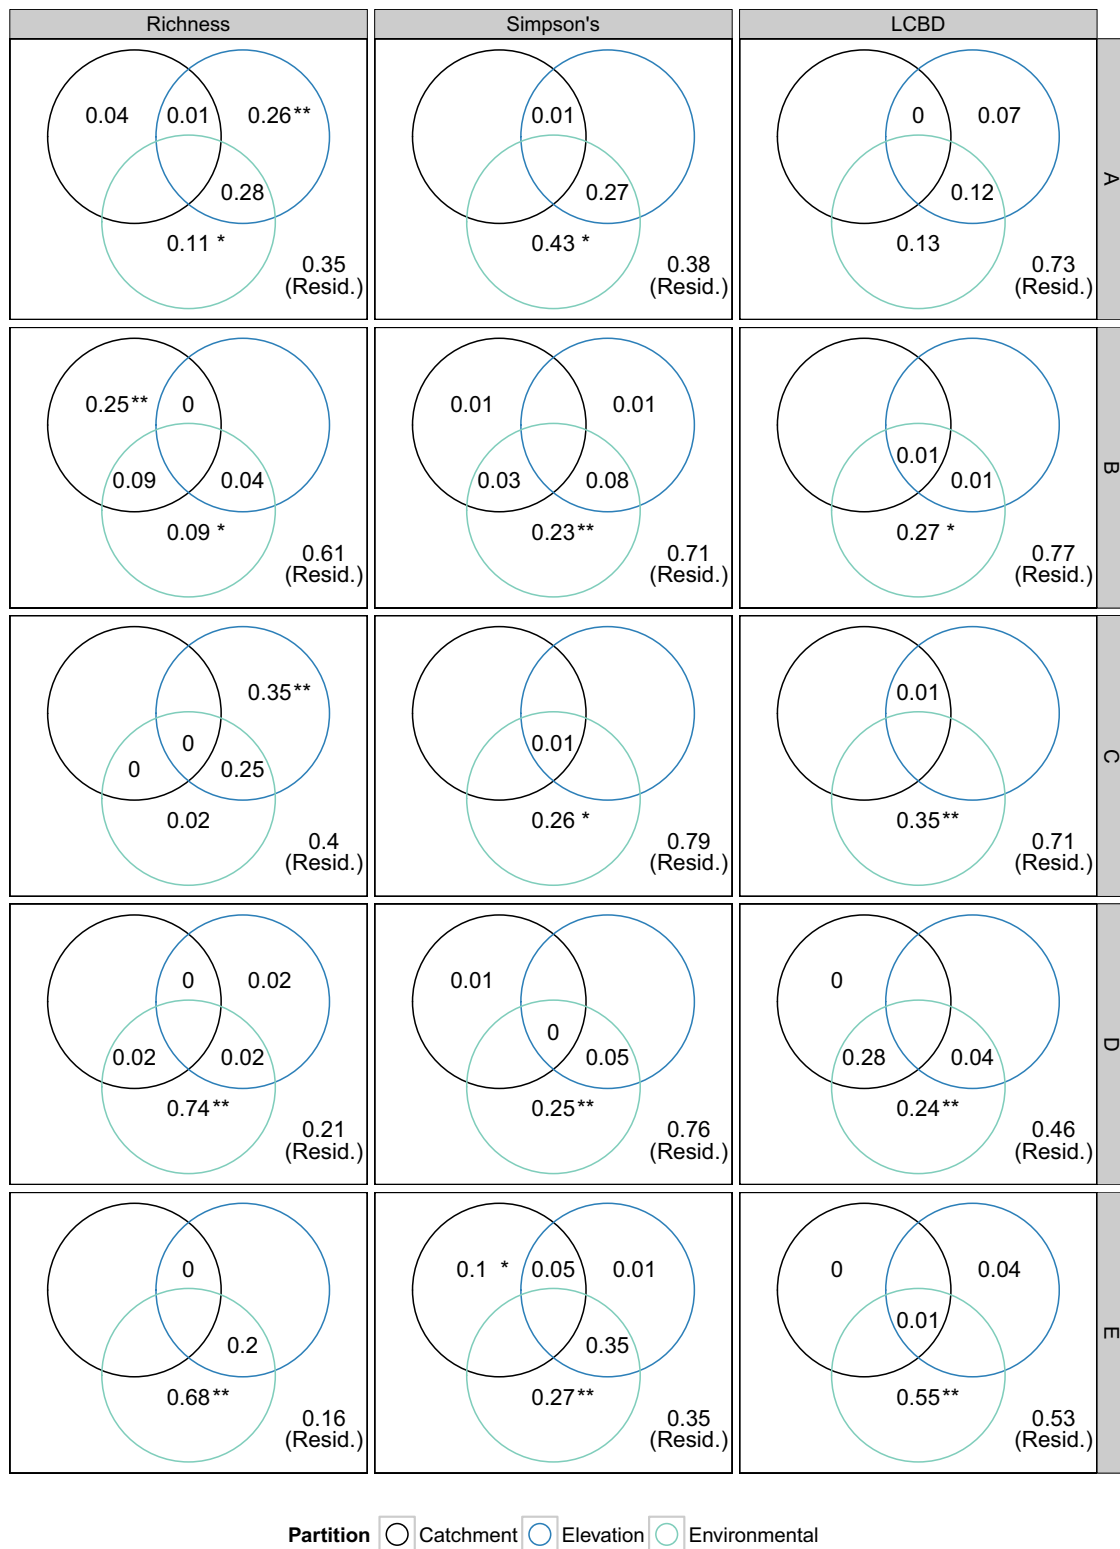 Richness Simpson's LCBD
0.04 0.01 0.26** 0.01 0 0.07
A
0.28 0.27 0.12
0.11 * 0.43 * 0.13
0.35 0.38 0.73
(Resid.) (Resid.) (Resid.)
0.25** 0 0.01 0.01
0.01
B
0.09 0.04 0.03 0.08 0.01
0.09 * 0.23** 0.27 *
0.61 0.71 0.77
(Resid.) (Resid.) (Resid.)
0.35** 0.01
0 0.01
C
0 0.25
0.02 0.26 * 0.35**
0.4 0.79 0.71
(Resid.) (Resid.) (Resid.)
0 0.02 0.01 0
0
D
0.02 0.02 0.05 0.28 0.04
0.74** 0.25** 0.24**
0.21 0.76 0.46
(Resid.) (Resid.) (Resid.)
0 0.1 * 0.05 0.01 0 0.04
0.01
E
0.2 0.35
0.68** 0.27** 0.55**
0.16 0.35 0.53
(Resid.) (Resid.) (Resid.)
Partition Catchment Elevation Environmental